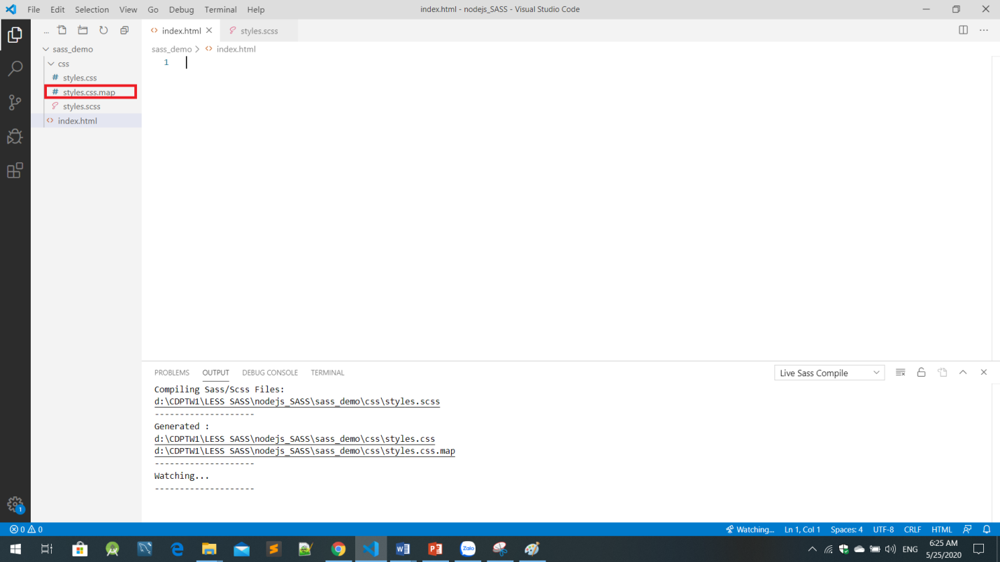 File Edit Selection View Go Debug Terminal Help
index.html - nodejs_SASS - Visual Studio Code
...
sass_demo
css
# styles.css
# styles.css.map
styles.scss
<> index.html
<> index.html
styles.scss
sass_demo > <> index.html
1
PROBLEMS OUTPUT DEBUG CONSOLE TERMINAL
Live Sass Compile
Compiling Sass/Scss Files:
d:\CDPTW1\LESS SASS\nodejs_SASS\sass_demo\css\styles.scss
--------------------
Generated :
d:\CDPTW1\LESS SASS\nodejs_SASS\sass_demo\css\styles.css
d:\CDPTW1\LESS SASS\nodejs_SASS\sass_demo\css\styles.css.map
--------------------
Watching...
--------------------
1
0 0
Watching... Ln 1, Col 1 Spaces: 4 UTF-8 CRLF HTML
Zalo
ENG
6:25 AM
5/25/2020